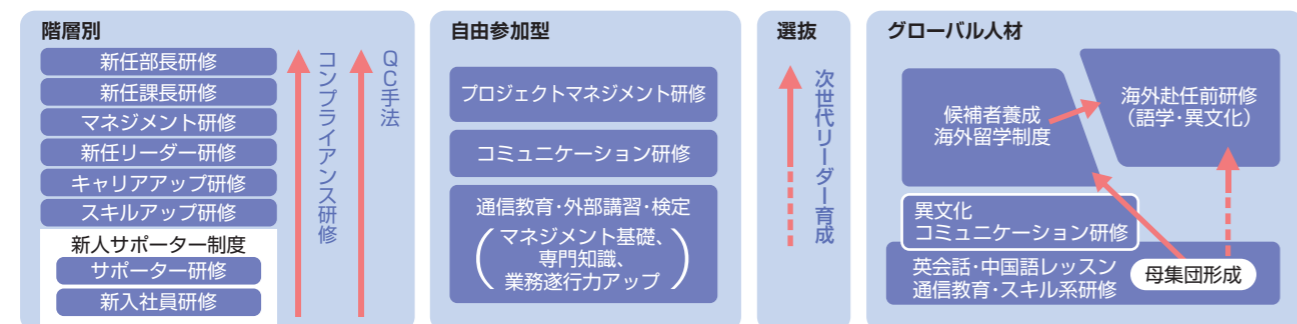 階層別
新任部長研修
新任課長研修
マネジメント研修
新任リーダー研修
キャリアアップ研修
スキルアップ研修
新人サポーター制度
サポーター研修
新入社員研修
コンプライアンス研修
QC手法
自由参加型
プロジェクトマネジメント研修
コミュニケーション研修
通信教育・外部講習・検定
(マネジメント基礎、
専門知識、
業務遂行力アップ)
選抜
次世代リーダー育成
グローバル人材
候補者養成
海外留学制度
海外赴任前研修
(語学・異文化)
異文化
コミュニケーション研修
英会話・中国語レッスン
通信教育・スキル系研修
母集団形成